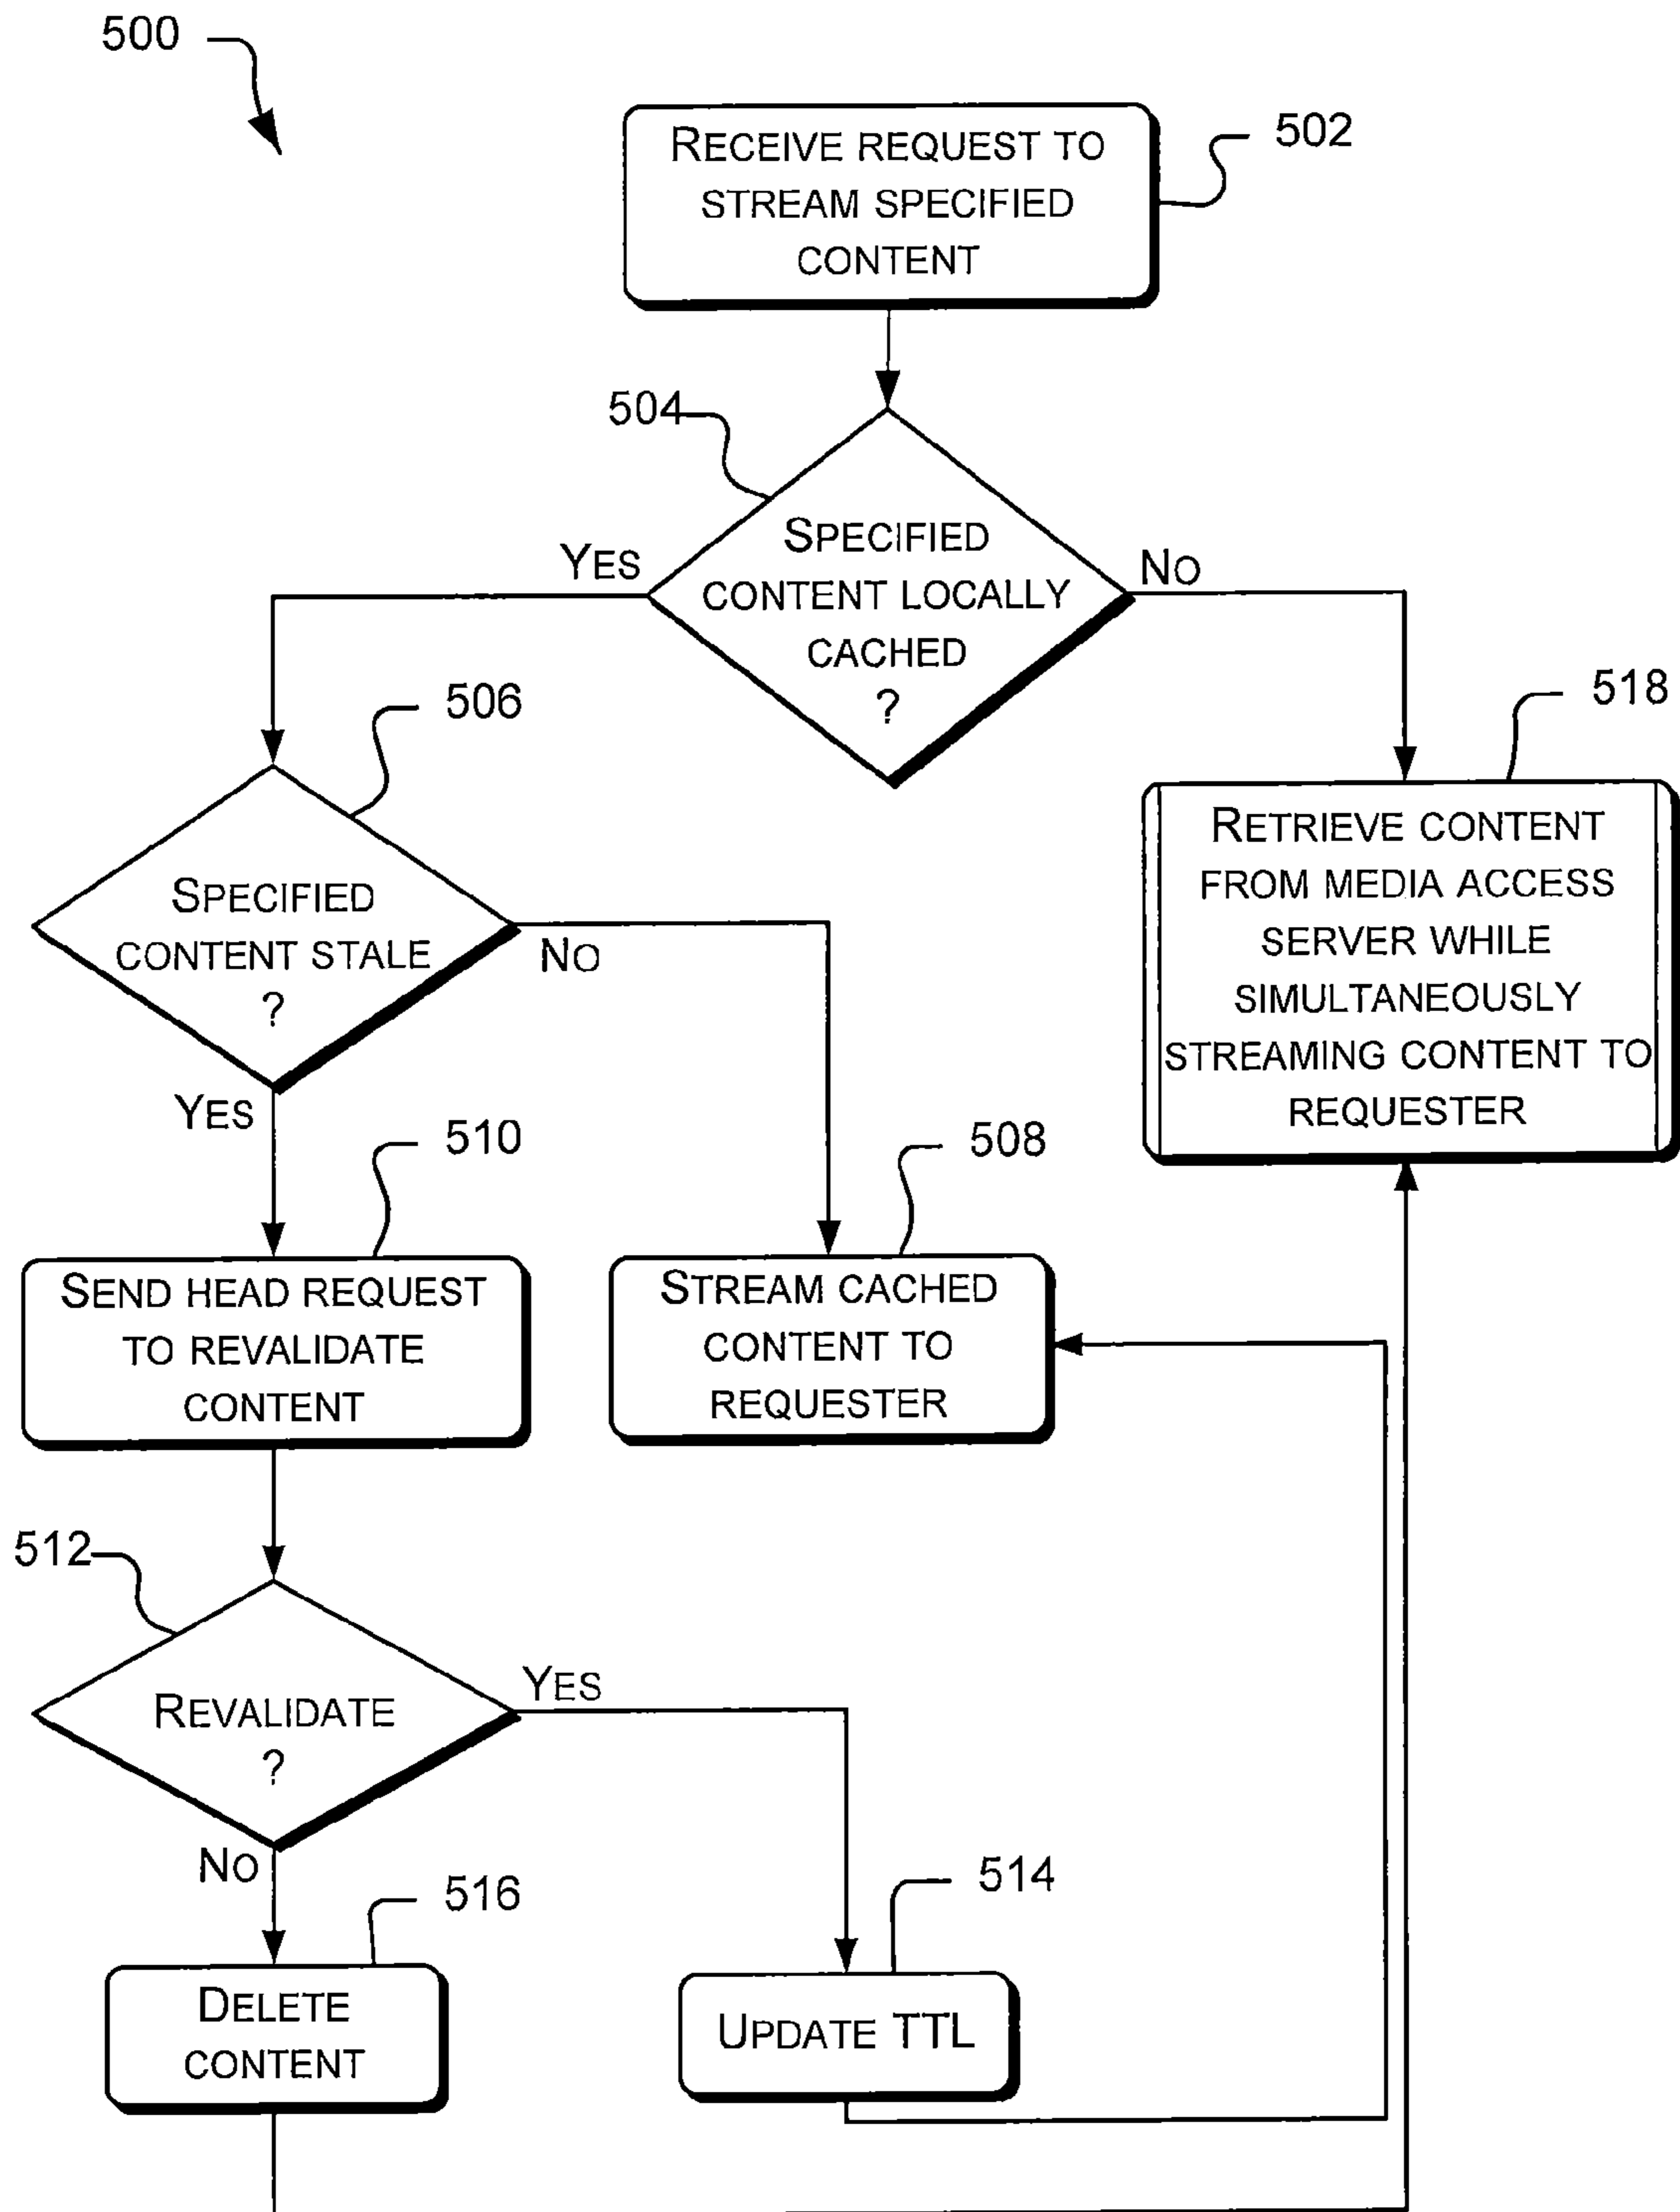 500
RECEIVE REQUEST TO
STREAM SPECIFIED
CONTENT
502
504
SPECIFIED
CONTENT LOCALLY
CACHED
?
YES
NO
506
518
SPECIFIED
CONTENT STALE
?
NO
YES
RETRIEVE CONTENT
FROM MEDIA ACCESS
SERVER WHILE
SIMULTANEOUSLY
STREAMING CONTENT TO
REQUESTER
510
508
SEND HEAD REQUEST
TO REVALIDATE
CONTENT
STREAM CACHED
CONTENT TO
REQUESTER
512
REVALIDATE
?
YES
NO
516
514
DELETE
CONTENT
UPDATE TTL